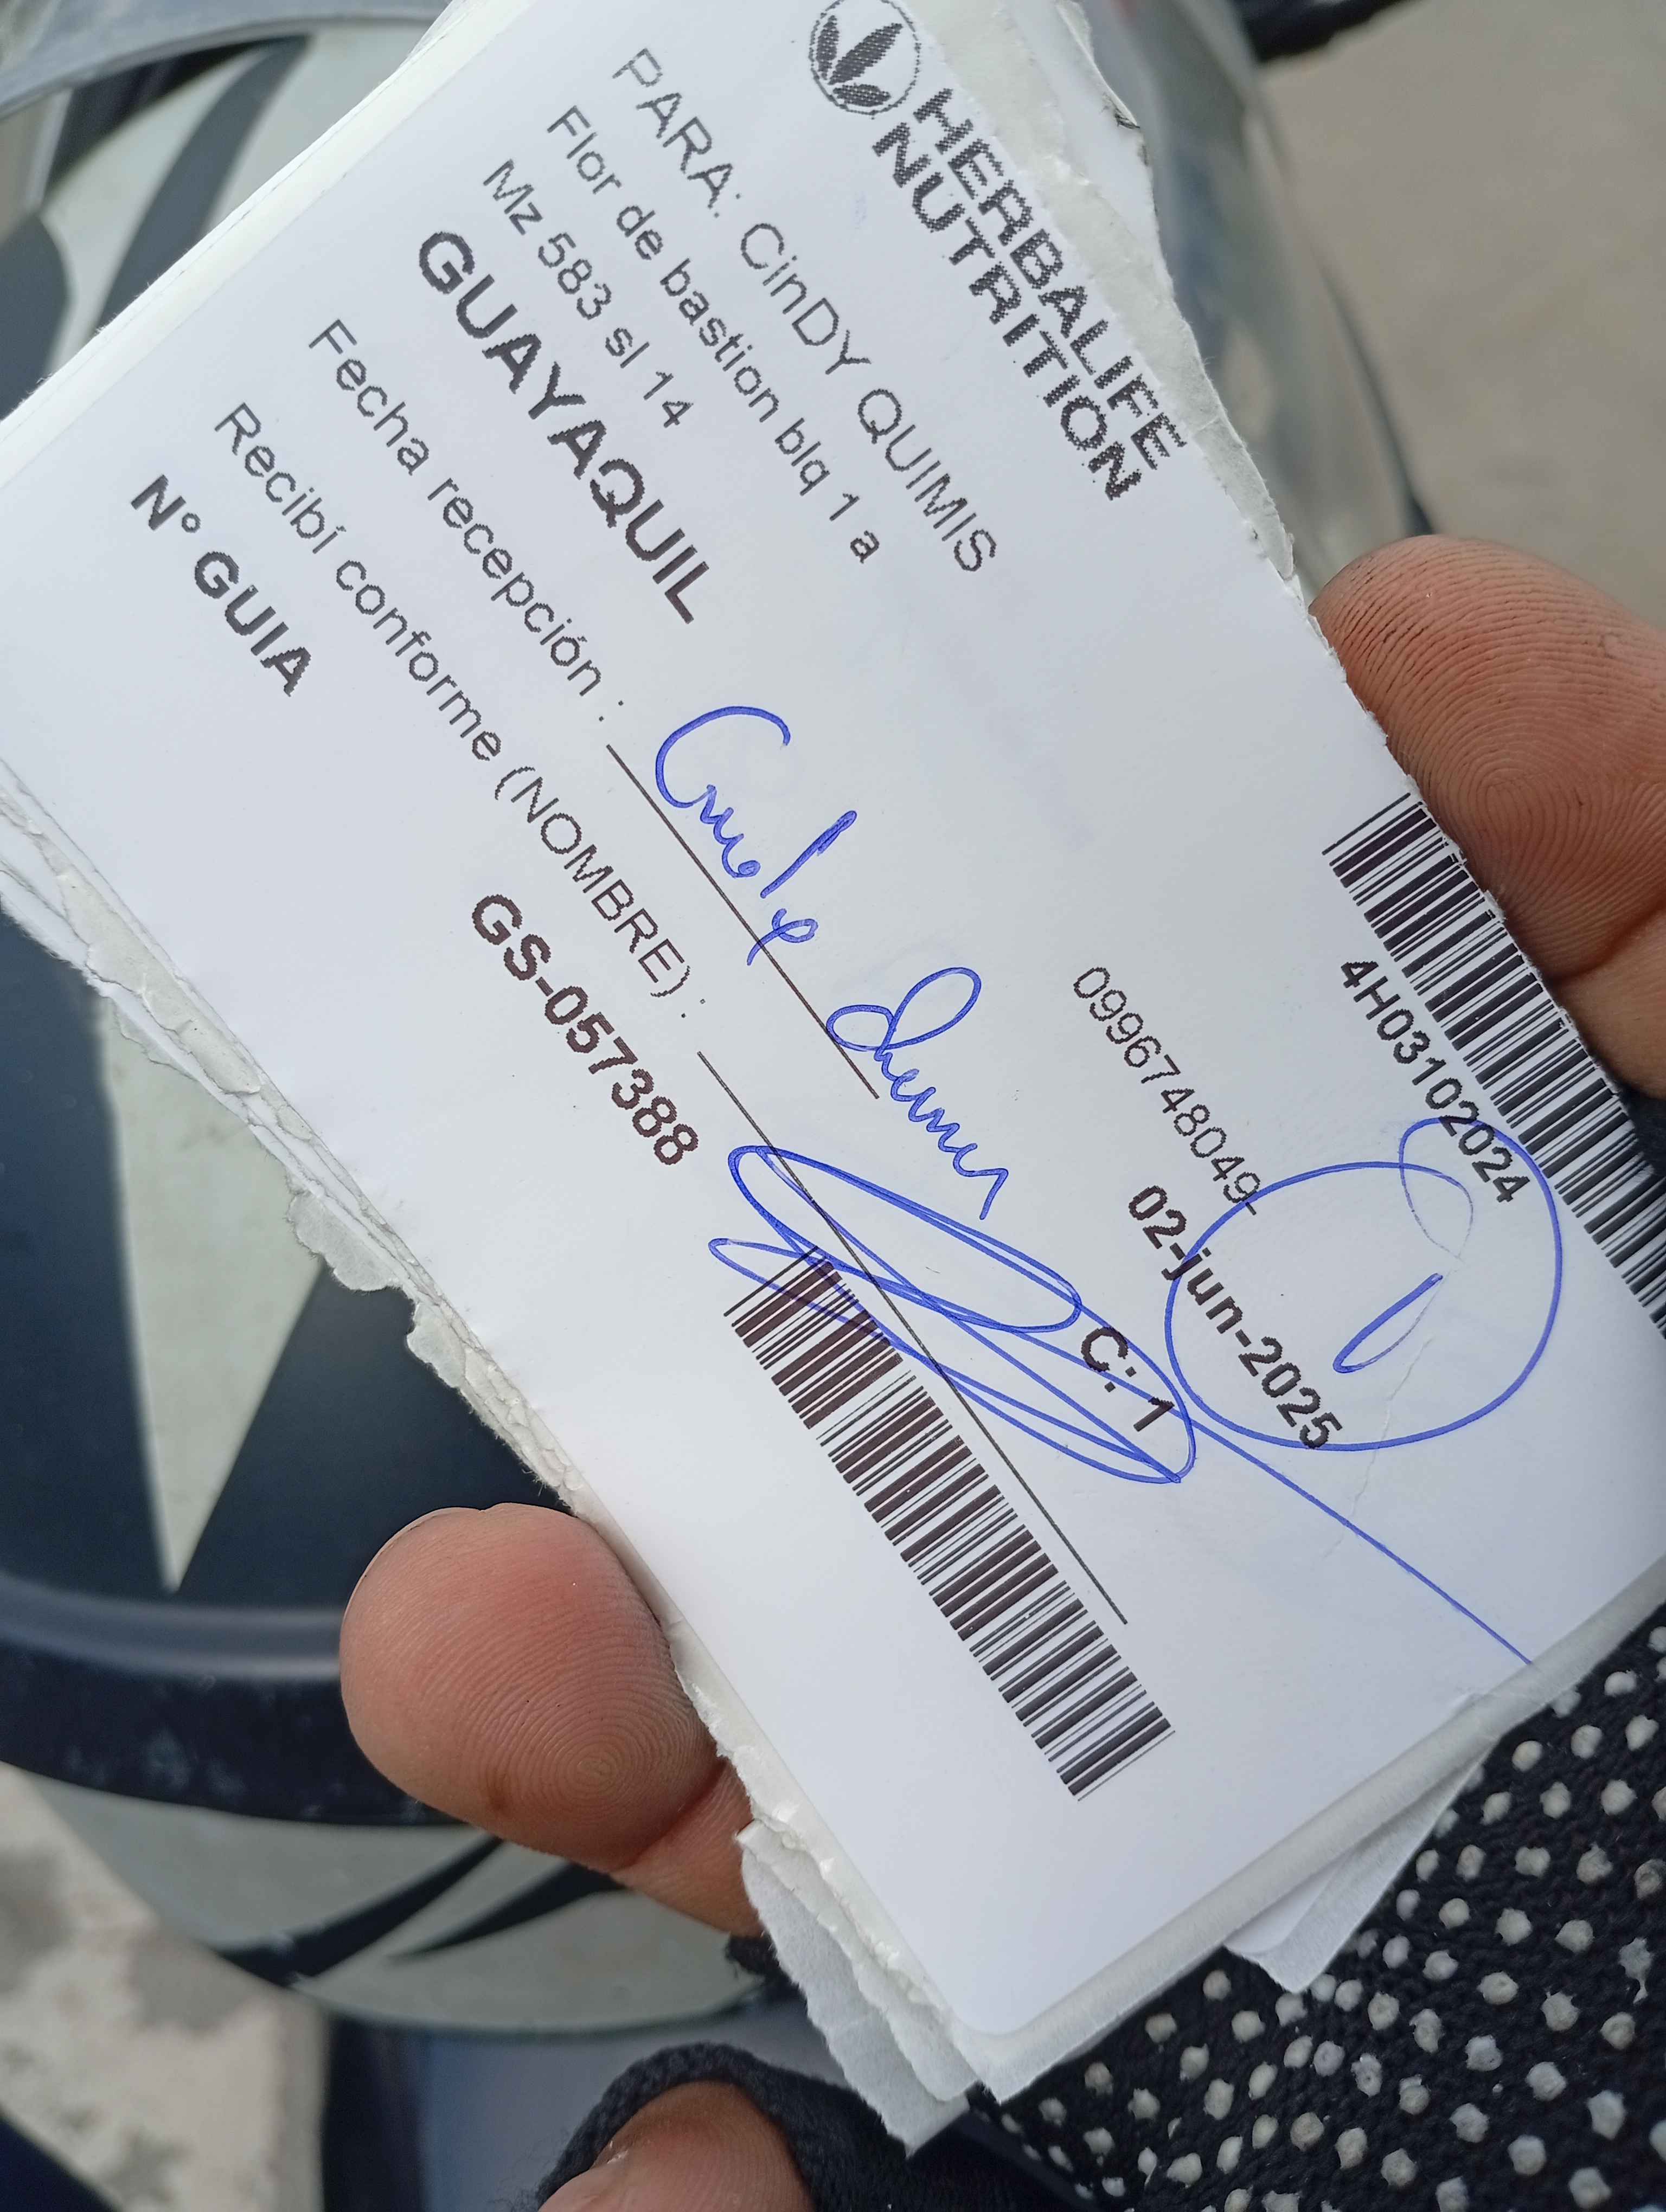 HERBALIFE
NUTRITION
4H03102024
PARA: CinDY QUIMIS
Flor de bastion blq 1 a
0996748049
Mz 583 sl 14
02-jun-2025
GUAYAQUIL
C: 1
Fecha recepción :
Recibí conforme (NOMBRE) :
N° GUIA
GS-057388